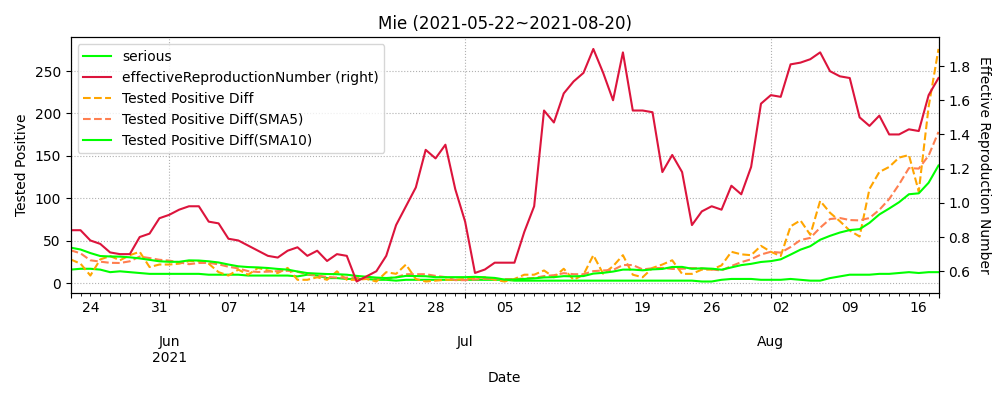 Mie (2021-05-22~2021-08-20)
serious
effectiveReproductionNumber (right)
Tested Positive Diff
Tested Positive Diff(SMA5)
Tested Positive Diff(SMA10)
Tested Positive
250
200
150
100
50
0
1.8
1.6
1.4
1.2
1.0
0.8
0.6
Effective Reproduction Number
24 31 07 14 21 28 05 12 19 26 02 09 16
Jun Jul Aug
2021
Date